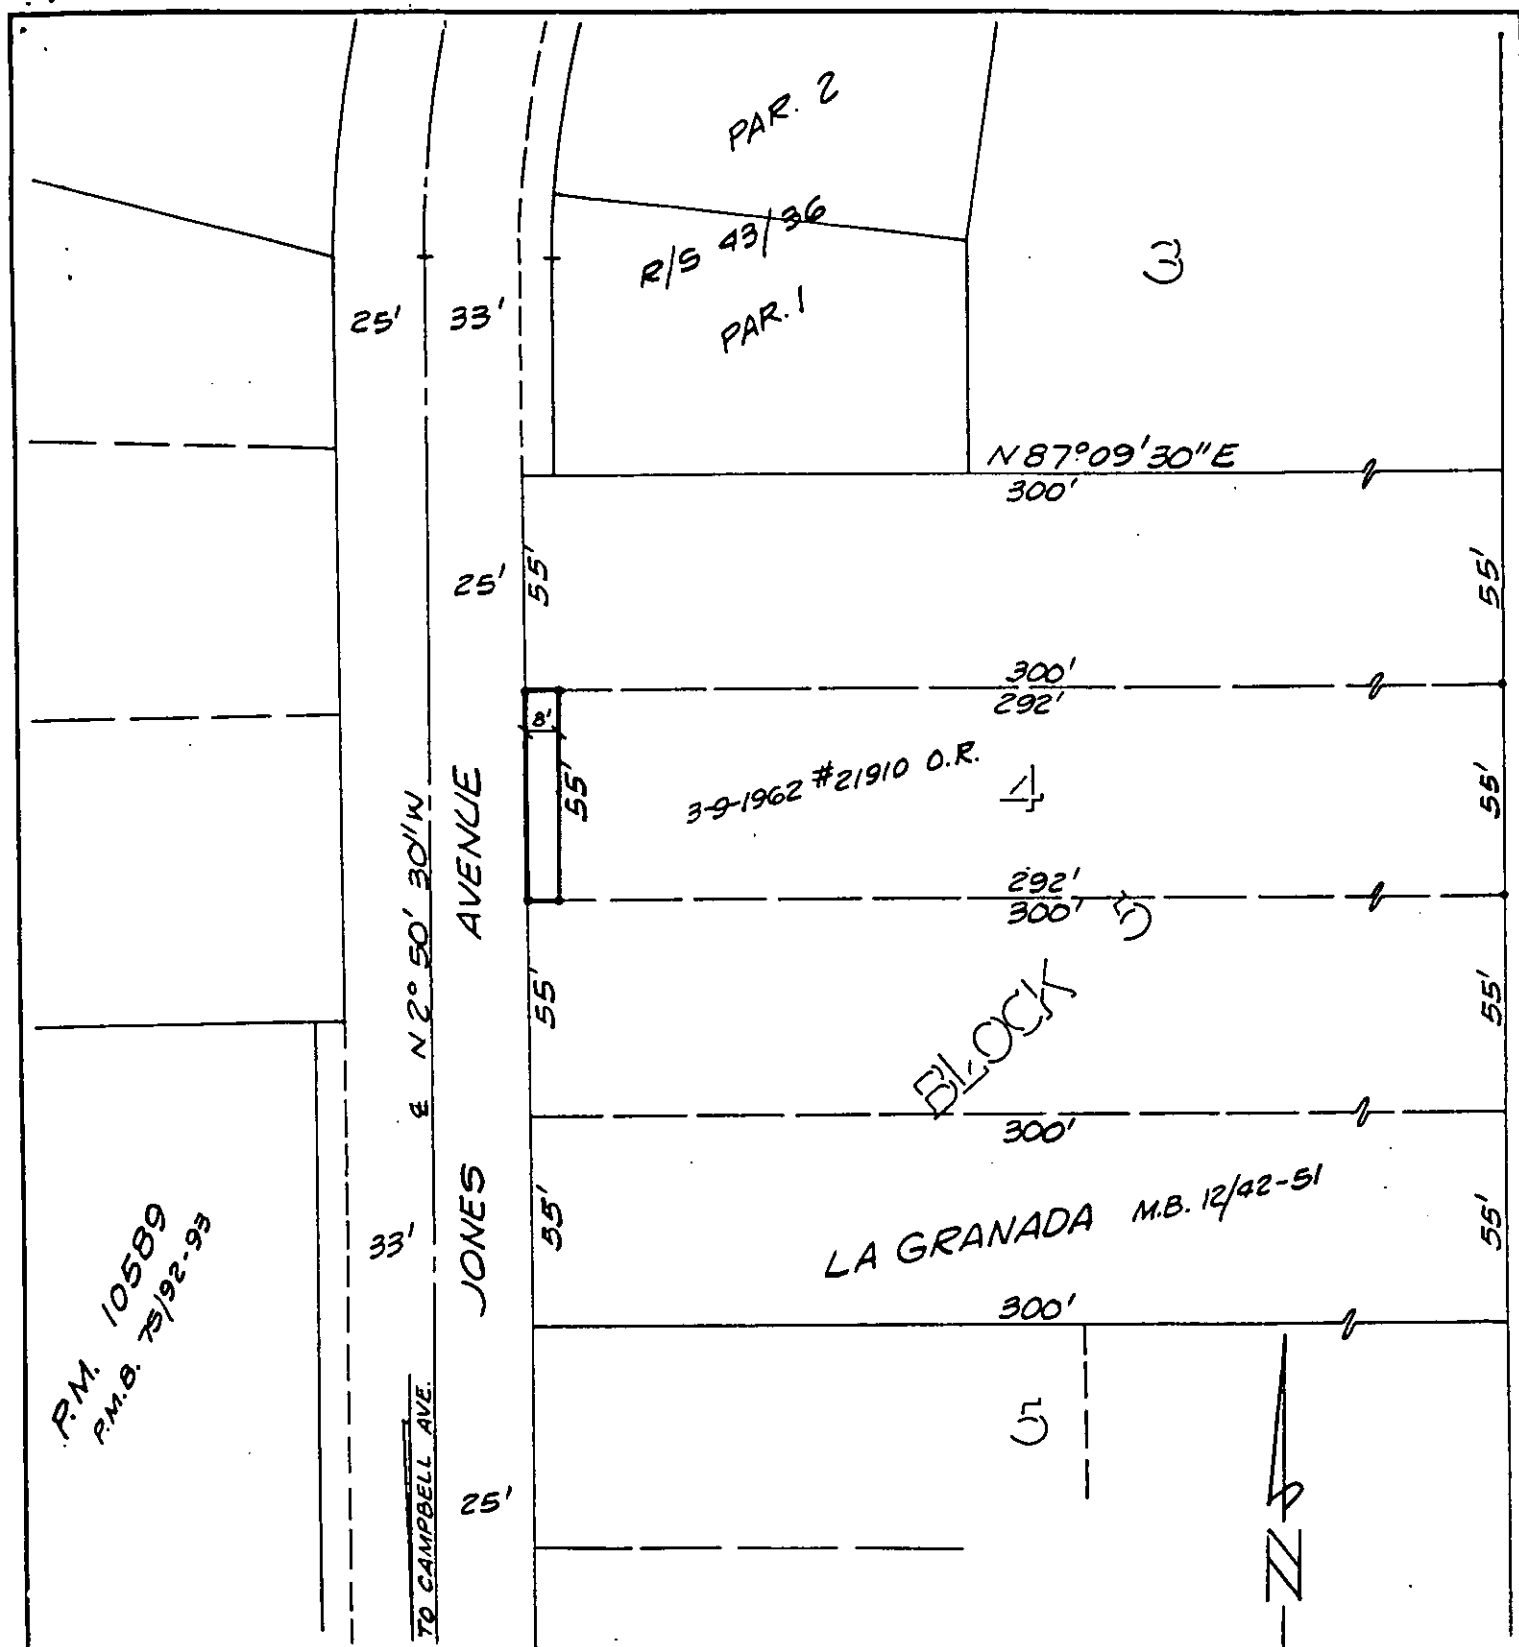 PAR. 2
R/S 43/36
PAR. 1
3
25'
33'
N 87°09'30"E
300'
25'
55'
55'
300'
292'
8'
55'
3-9-1962 #21910 O.R.
4
55'
℄ N 2° 50' 30" W
JONES AVENUE
292'
300'
BLOCK 5
55'
55'
300'
33'
55'
LA GRANADA M.B. 12/42-51
55'
300'
P.M. 10589
P.M.B. 75/92-93
TO CAMPBELL AVE.
25'
5
N